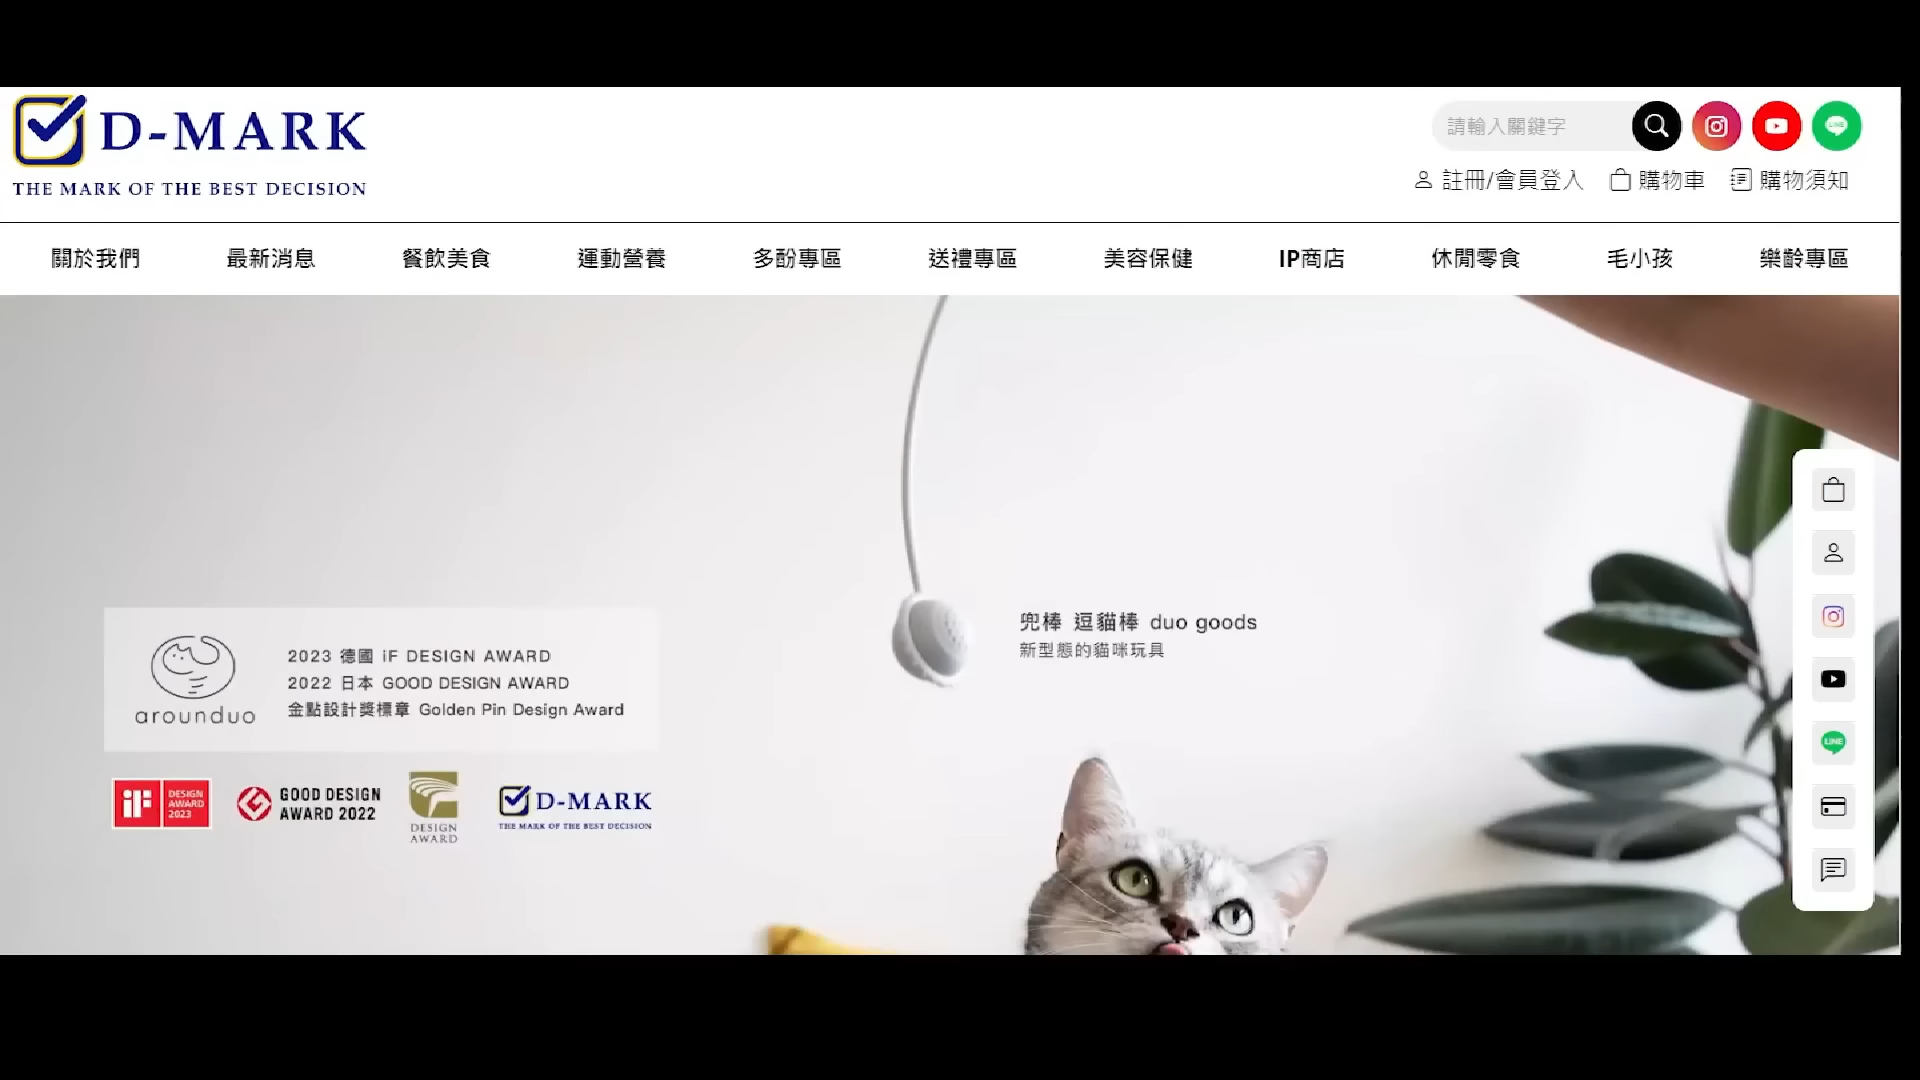 D-MARK
THE MARK OF THE BEST DECISION
請輸入關鍵字
LINE
註冊/會員登入 購物車 購物須知
關於我們 最新消息 餐飲美食 運動營養 多酚專區 送禮專區 美容保健 IP商店 休閒零食 毛小孩 樂齡專區
兜棒 逗貓棒 duo goods
新型態的貓咪玩具
arounduo
2023 德國 iF DESIGN AWARD
2022 日本 GOOD DESIGN AWARD
金點設計獎標章 Golden Pin Design Award
iF
DESIGN
AWARD
2023
GOOD DESIGN
AWARD 2022
DESIGN
AWARD
D-MARK
THE MARK OF THE BEST DECISION
LINE